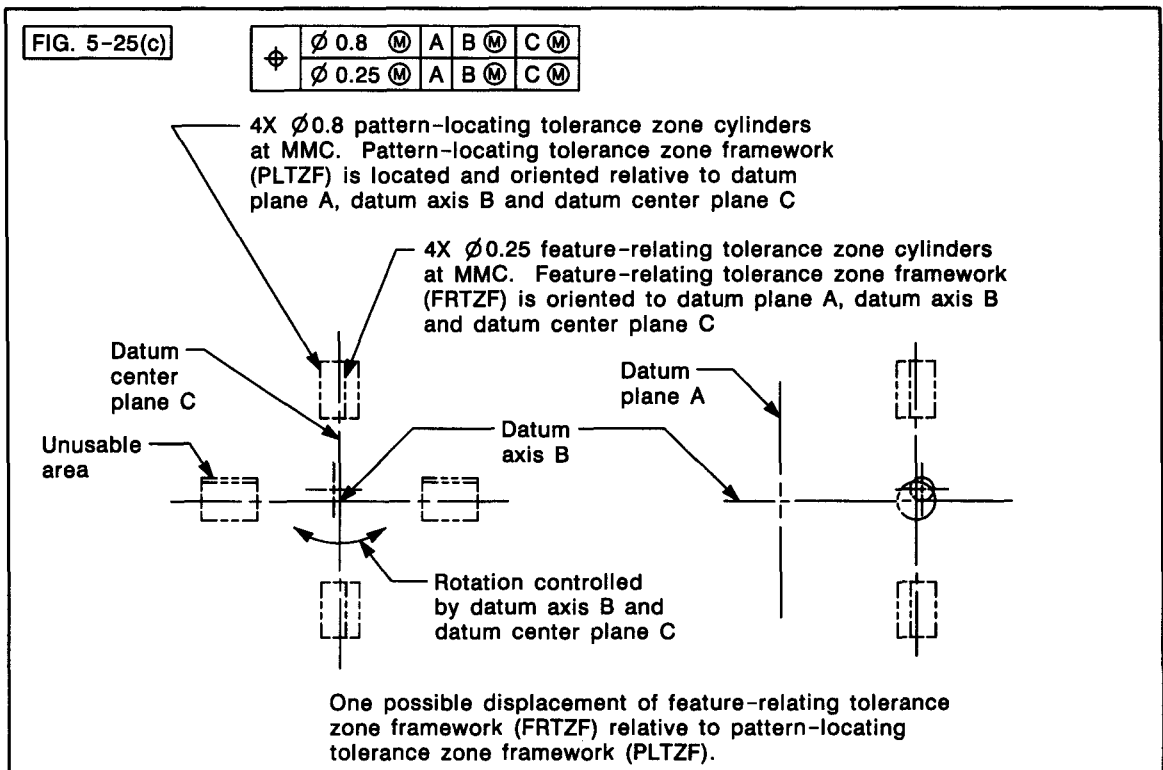 FIG. 5-25(c)
⌖ Ø 0.8 Ⓜ A B Ⓜ C Ⓜ
Ø 0.25 Ⓜ A B Ⓜ C Ⓜ
4X Ø0.8 pattern-locating tolerance zone cylinders
at MMC. Pattern-locating tolerance zone framework
(PLTZF) is located and oriented relative to datum
plane A, datum axis B and datum center plane C
4X Ø0.25 feature-relating tolerance zone cylinders
at MMC. Feature-relating tolerance zone framework
(FRTZF) is oriented to datum plane A, datum axis B
and datum center plane C
Datum
center
plane C
Datum
plane A
Unusable
area
Datum
axis B
Rotation controlled
by datum axis B and
datum center plane C
One possible displacement of feature-relating tolerance
zone framework (FRTZF) relative to pattern-locating
tolerance zone framework (PLTZF).